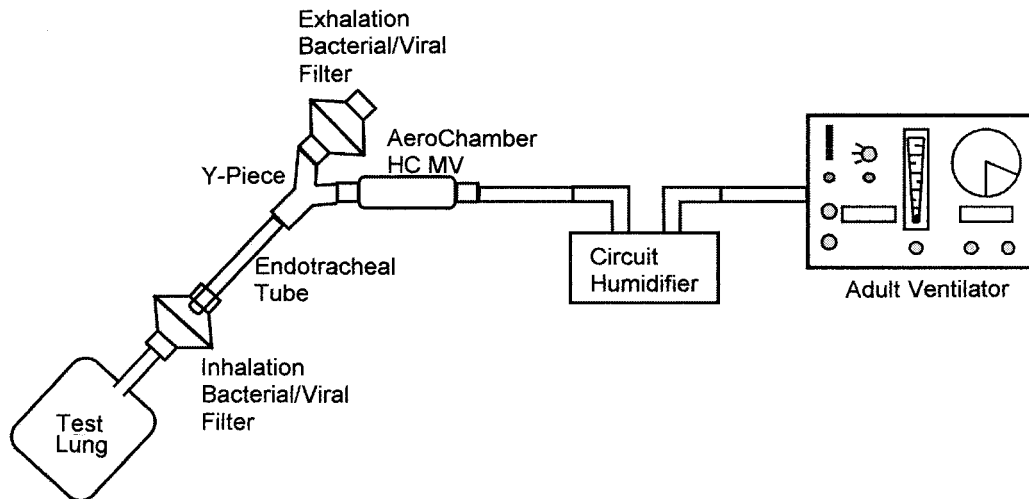 Exhalation
Bacterial/Viral
Filter
AeroChamber
HC MV
Y-Piece
Endotracheal
Tube
Circuit
Humidifier
Adult Ventilator
Inhalation
Bacterial/Viral
Filter
Test
Lung